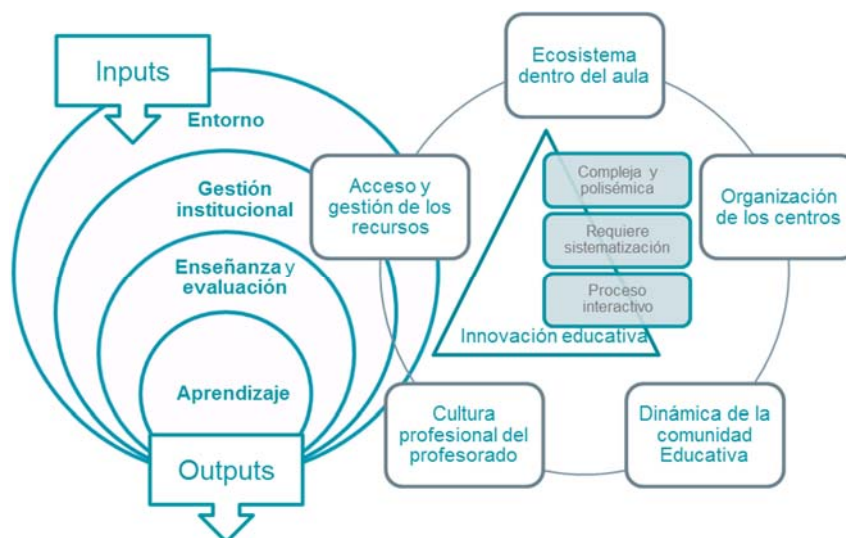 Inputs
Entorno
Gestión
institucional
Enseñanza y
evaluación
Aprendizaje
Outputs
Ecosistema
dentro del aula
Acceso y
gestión de los
recursos
Organización
de los centros
Compleja y
polisémica
Requiere
sistematización
Proceso
interactivo
Innovación educativa
Cultura
profesional del
profesorado
Dinámica de la
comunidad
Educativa